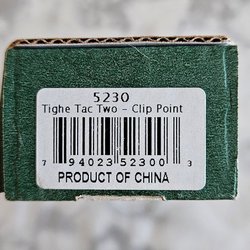 5230
Tighe Tac Two - Clip Point
7 94023 52300 3
PRODUCT OF CHINA